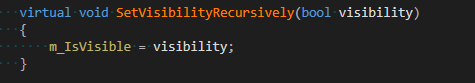 virtual void SetVisibilityRecursively(bool visibility)
{
    m_IsVisible = visibility;
}